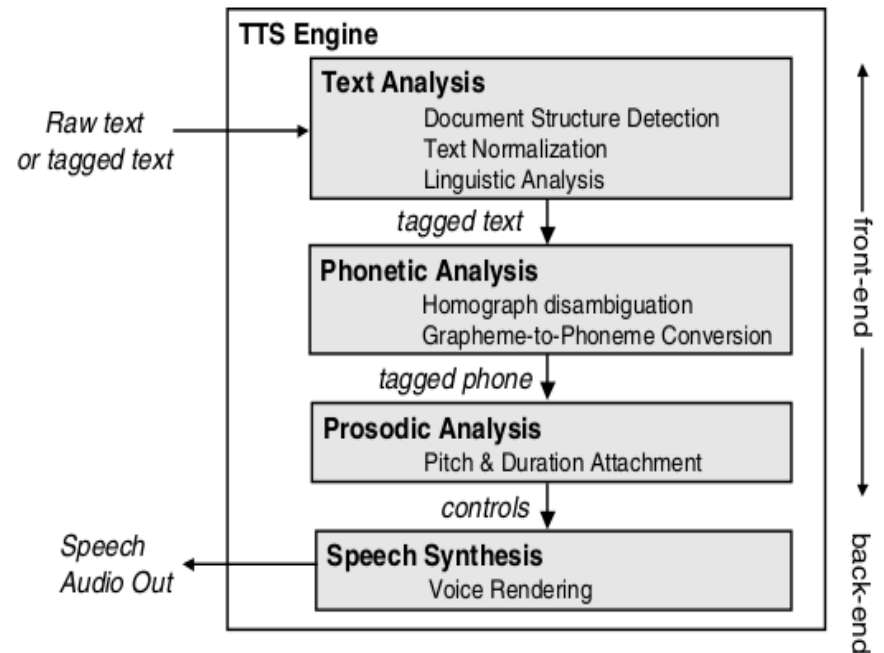 TTS Engine
Text Analysis
Document Structure Detection
Text Normalization
Linguistic Analysis
Raw text
or tagged text
tagged text
Phonetic Analysis
Homograph disambiguation
Grapheme-to-Phoneme Conversion
tagged phone
Prosodic Analysis
Pitch & Duration Attachment
controls
Speech Synthesis
Voice Rendering
Speech
Audio Out
front-end
back-end